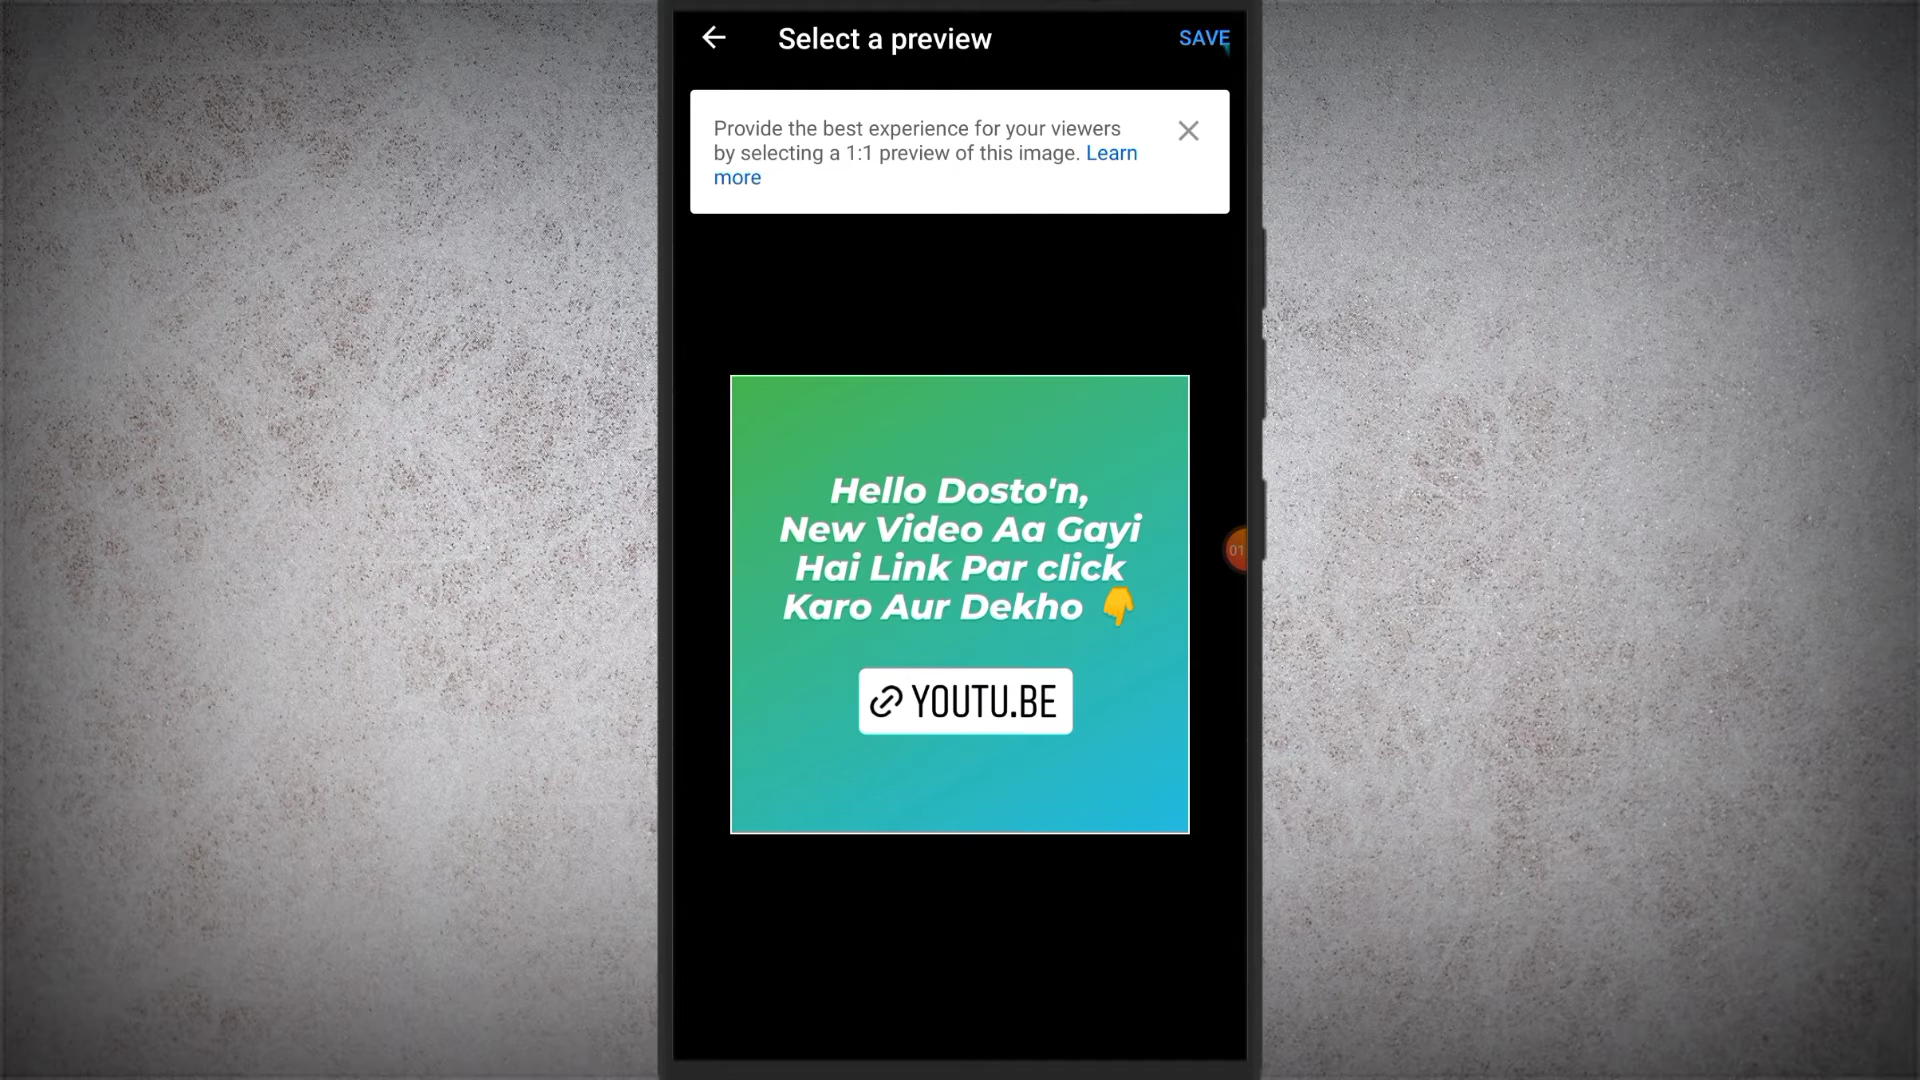 Select a preview
SAVE
Provide the best experience for your viewers
by selecting a 1:1 preview of this image. Learn
more
Hello Dosto'n,
New Video Aa Gayi
Hai Link Par click
Karo Aur Dekho 👇
YOUTU.BE
01